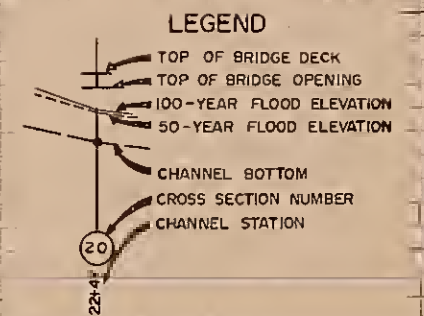 LEGEND
TOP OF BRIDGE DECK
TOP OF BRIDGE OPENING
100-YEAR FLOOD ELEVATION
50-YEAR FLOOD ELEVATION
CHANNEL BOTTOM
CROSS SECTION NUMBER
CHANNEL STATION
20